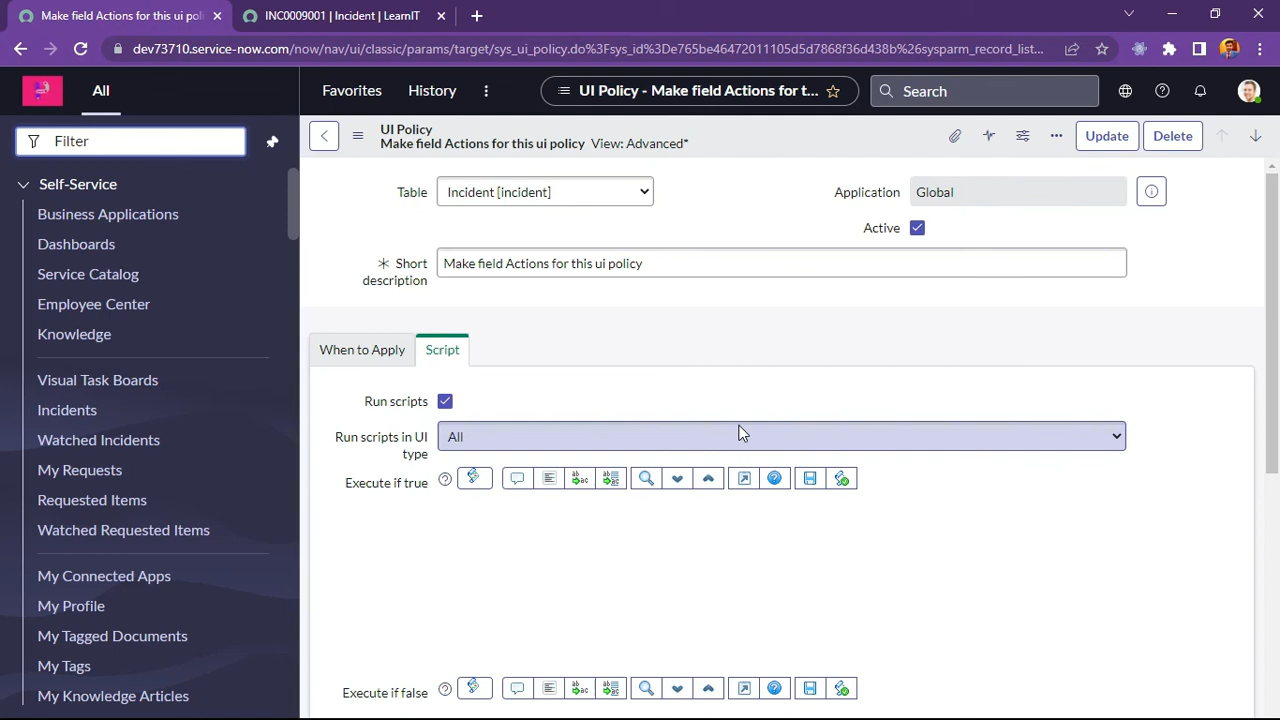 Make field Actions for this ui poli
INC0009001 | Incident | LearnIT
dev73710.service-now.com/now/nav/ui/classic/params/target/sys_ui_policy.do%3Fsys_id%3De765be46472011105d5d7868f36d438b%26sysparm_record_list...
All
Favorites
History
UI Policy - Make field Actions for t...
Search
Filter
UI Policy
Make field Actions for this ui policy View: Advanced*
Update
Delete
Self-Service
Business Applications
Dashboards
Service Catalog
Employee Center
Knowledge
Visual Task Boards
Incidents
Watched Incidents
My Requests
Requested Items
Watched Requested Items
My Connected Apps
My Profile
My Tagged Documents
My Tags
My Knowledge Articles
Table
Incident [incident]
Application
Global
Active
Short
description
Make field Actions for this ui policy
When to Apply
Script
Run scripts
Run scripts in UI
type
All
Execute if true
Execute if false